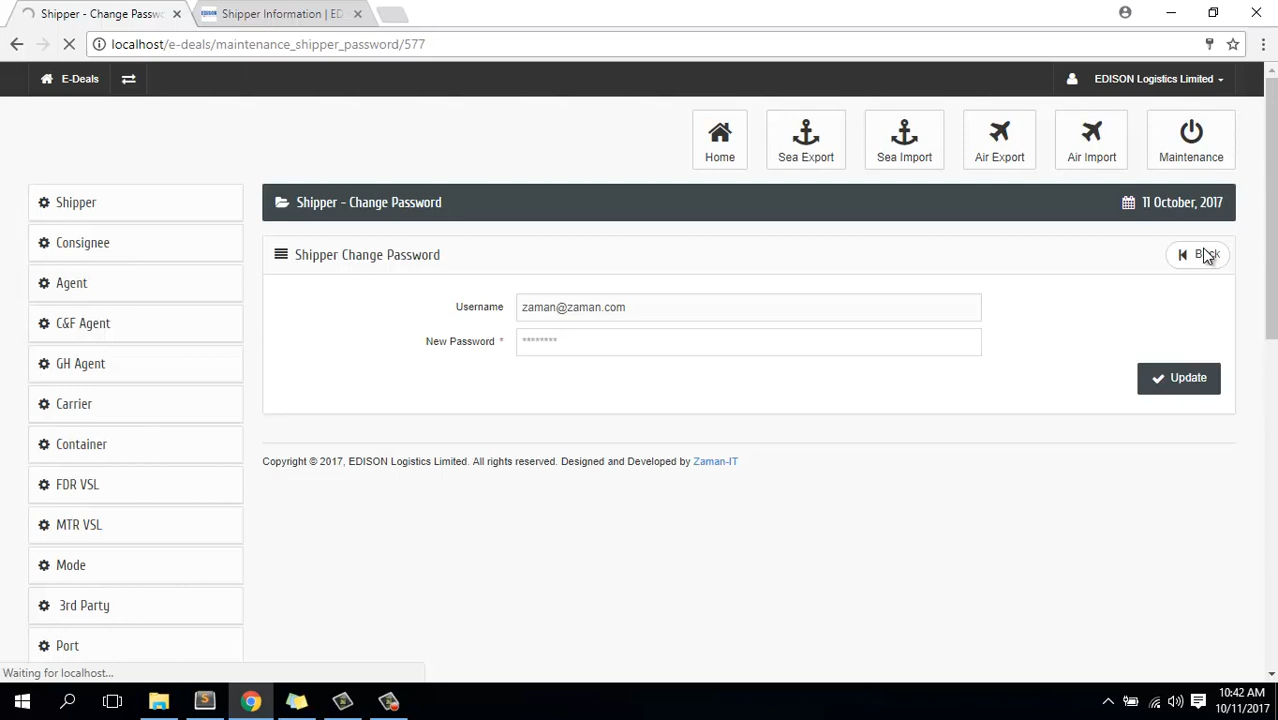 Shipper - Change Passwo
Shipper Information | ED
localhost/e-deals/maintenance_shipper_password/577
E-Deals
EDISON Logistics Limited
Home
Sea Export
Sea Import
Air Export
Air Import
Maintenance
Shipper
Consignee
Agent
C&F Agent
GH Agent
Carrier
Container
FDR VSL
MTR VSL
Mode
3rd Party
Port
Shipper - Change Password
11 October, 2017
Shipper Change Password
Back
Username
zaman@zaman.com
New Password *
********
Update
Copyright © 2017, EDISON Logistics Limited. All rights reserved. Designed and Developed by Zaman-IT
Waiting for localhost...
10:42 AM
10/11/2017